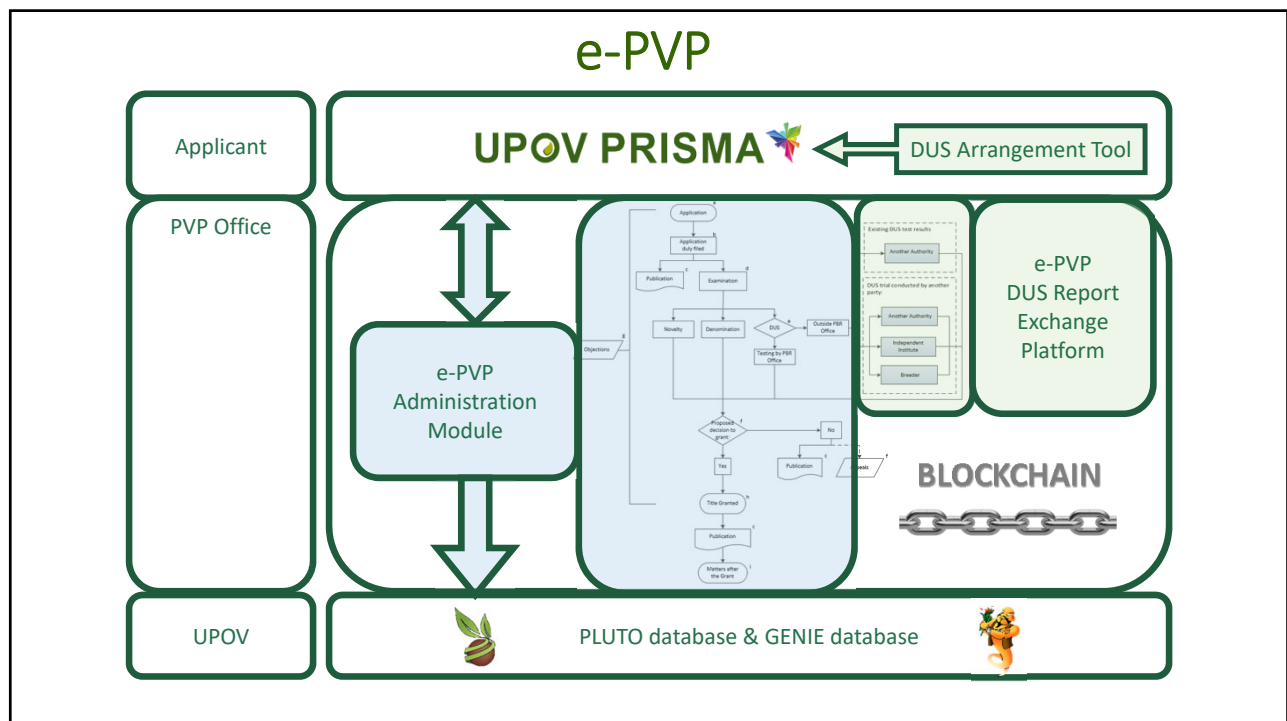 e-PVP
Applicant
UPOV PRISMA
DUS Arrangement Tool
PVP Office
e-PVP
Administration
Module
Application
a
Application
duly filed
b
Publication
c
Examination
d
Novelty
Denomination
DUS
e
Outside PBR
Office
Testing by PBR
Office
Objections
g
Proposed
decision to
grant
f
No
Yes
Publication
c
f
Title Granted
h
Publication
c
Matters after
the Grant
i
Existing DUS test results
Another Authority
DUS trial conducted by another
party:
Another Authority
Independent
Institute
Breeder
e-PVP
DUS Report
Exchange
Platform
BLOCKCHAIN
UPOV
PLUTO database & GENIE database